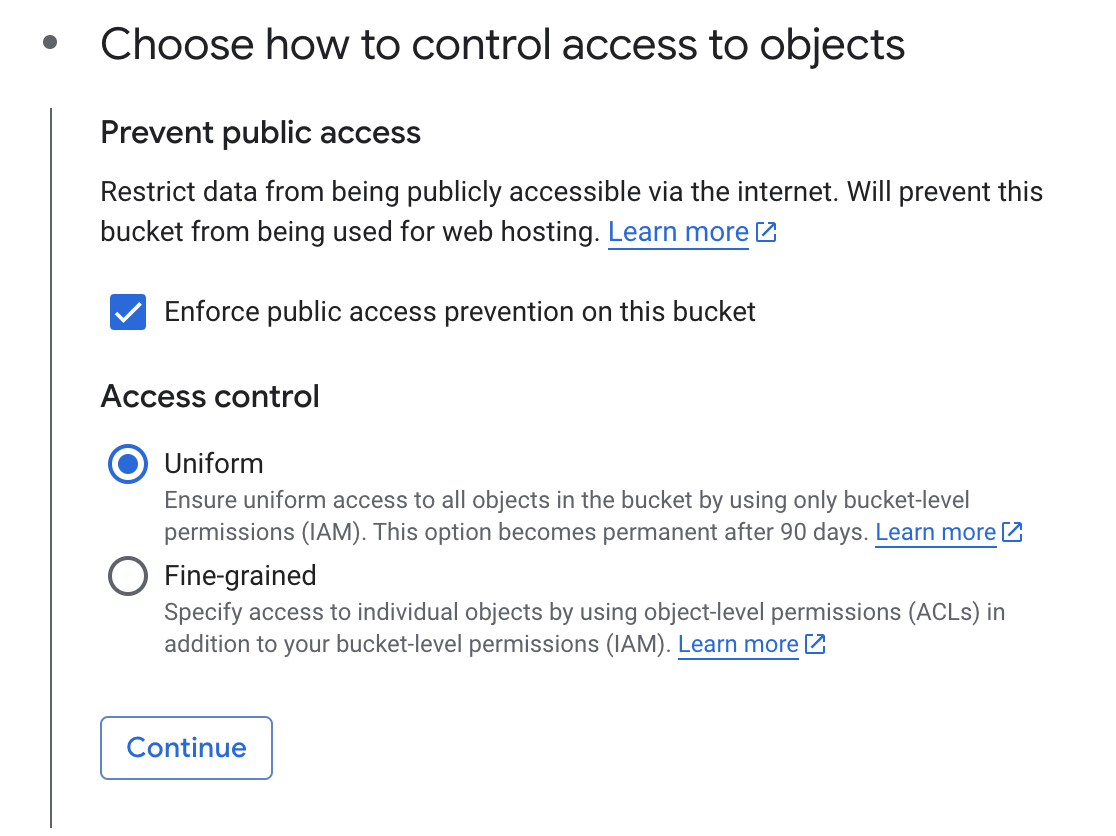 Choose how to control access to objects
Prevent public access
Restrict data from being publicly accessible via the internet. Will prevent this
bucket from being used for web hosting. Learn more
Enforce public access prevention on this bucket
Access control
Uniform
Ensure uniform access to all objects in the bucket by using only bucket-level
permissions (IAM). This option becomes permanent after 90 days. Learn more
Fine-grained
Specify access to individual objects by using object-level permissions (ACLs) in
addition to your bucket-level permissions (IAM). Learn more
Continue